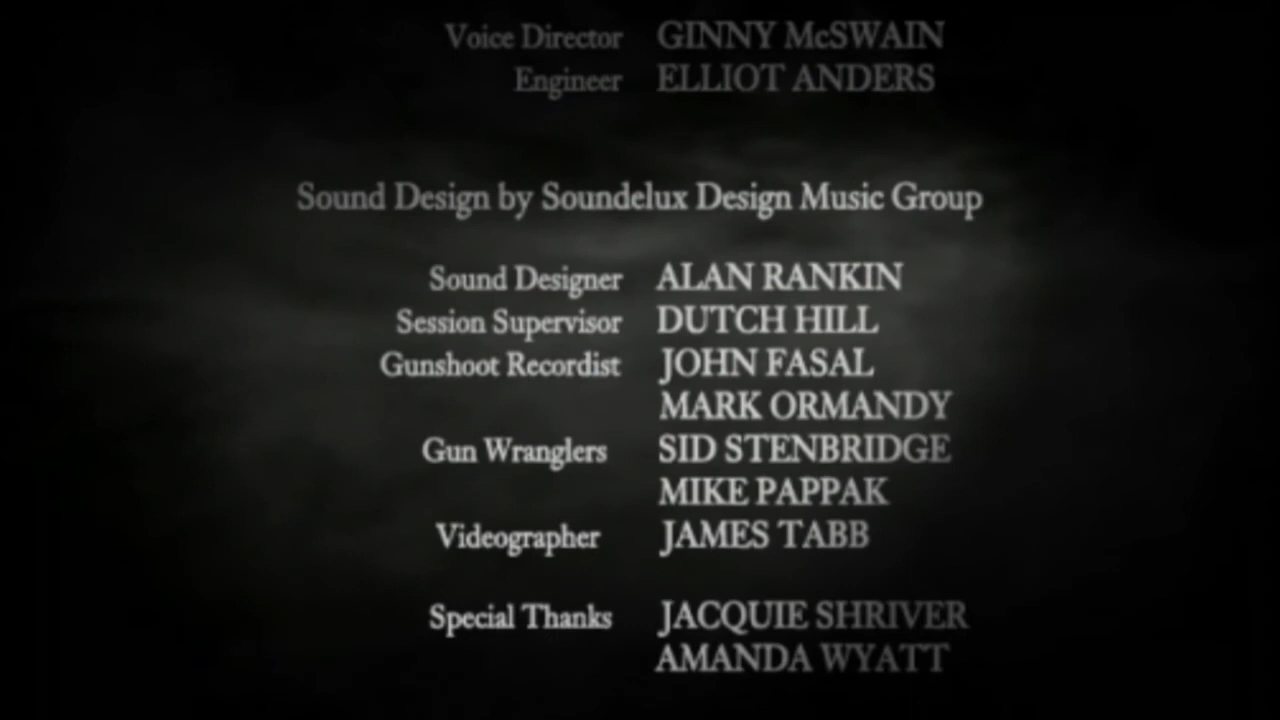 Voice Director GINNY McSWAIN
Engineer ELLIOT ANDERS
Sound Design by Soundelux Design Music Group
Sound Designer ALAN RANKIN
Session Supervisor DUTCH HILL
Gunshoot Recordist JOHN FASAL
MARK ORMANDY
Gun Wranglers SID STENBRIDGE
MIKE PAPPAK
Videographer JAMES TABB
Special Thanks JACQUIE SHRIVER
AMANDA WYATT